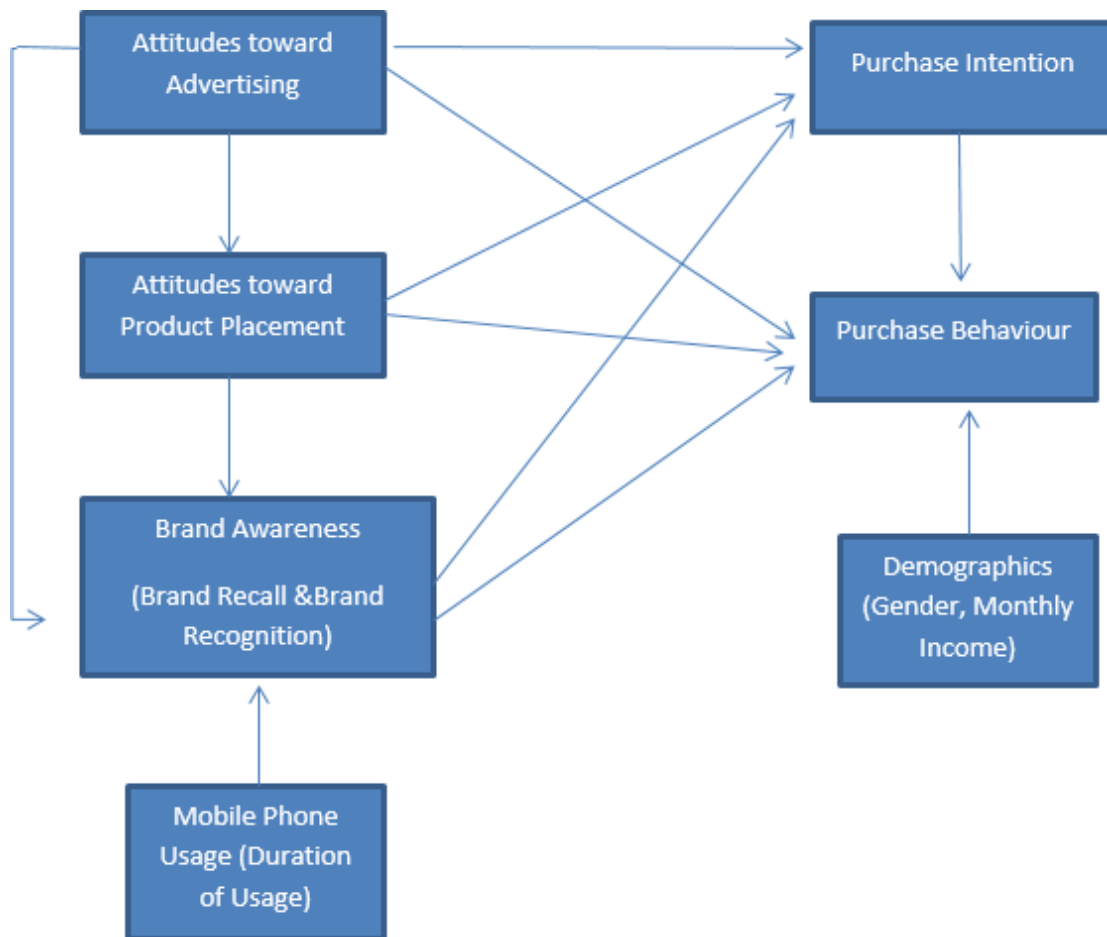 Attitudes toward
Advertising
Purchase Intention
Attitudes toward
Product Placement
Purchase Behaviour
Brand Awareness
(Brand Recall &Brand
Recognition)
Demographics
(Gender, Monthly
Income)
Mobile Phone
Usage (Duration
of Usage)